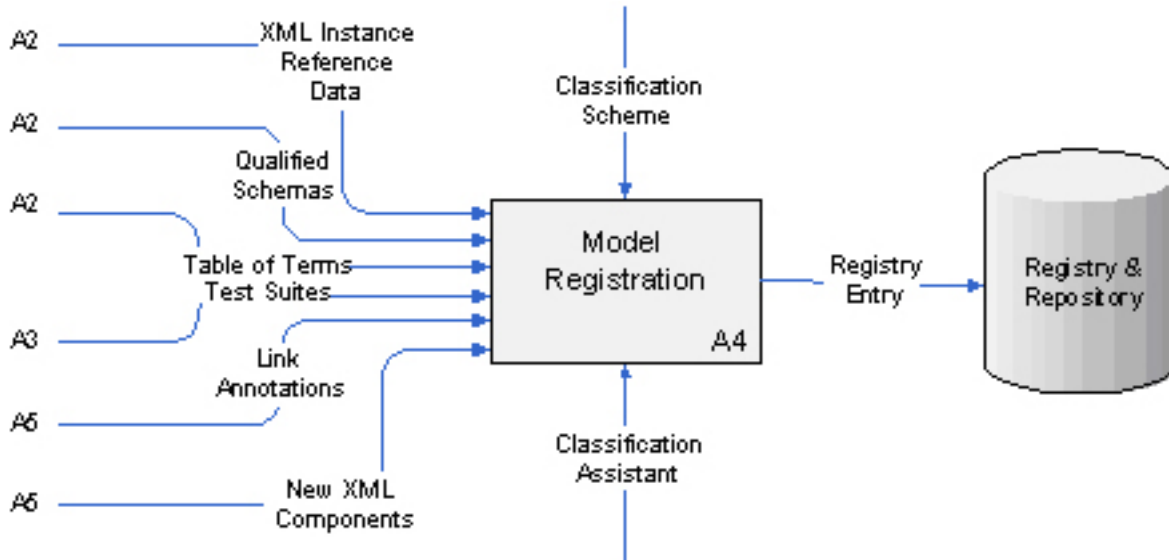 A2
XML Instance
Reference
Data
A2
Qualified
Schemas
A2
Table of Terms
Test Suites
A3
Link
Annotations
A5
A5
New XML
Components
Classification
Scheme
Model
Registration
A4
Classification
Assistant
Registry
Entry
Registry &
Repository